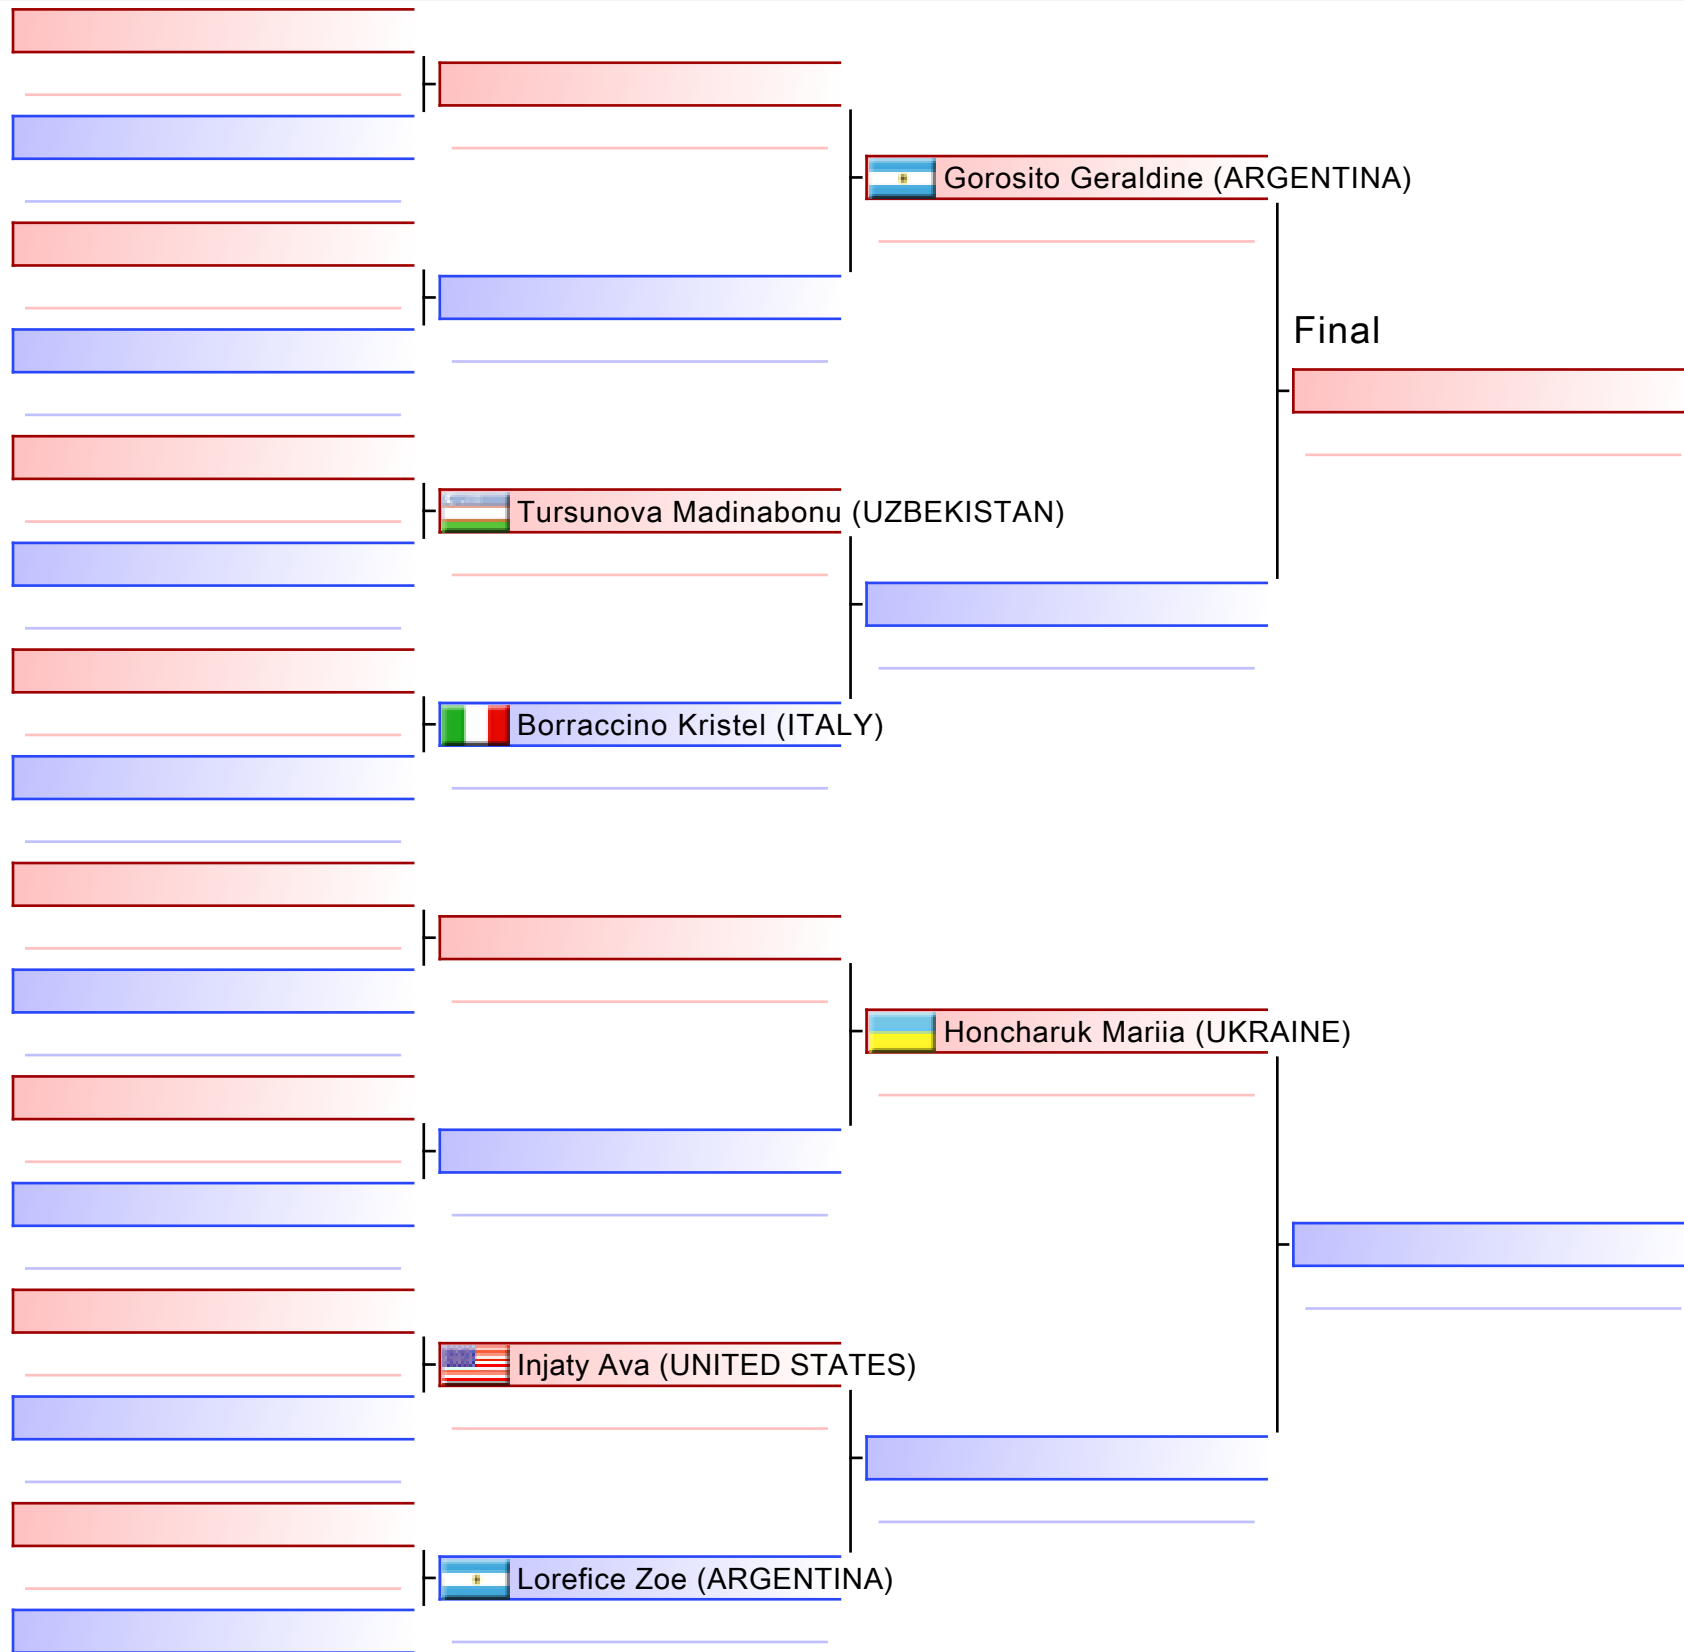 Gorosito Geraldine (ARGENTINA)
Final
Tursunova Madinabonu (UZBEKISTAN)
Borraccino Kristel (ITALY)
Honcharuk Mariia (UKRAINE)
Injaty Ava (UNITED STATES)
Lorefice Zoe (ARGENTINA)